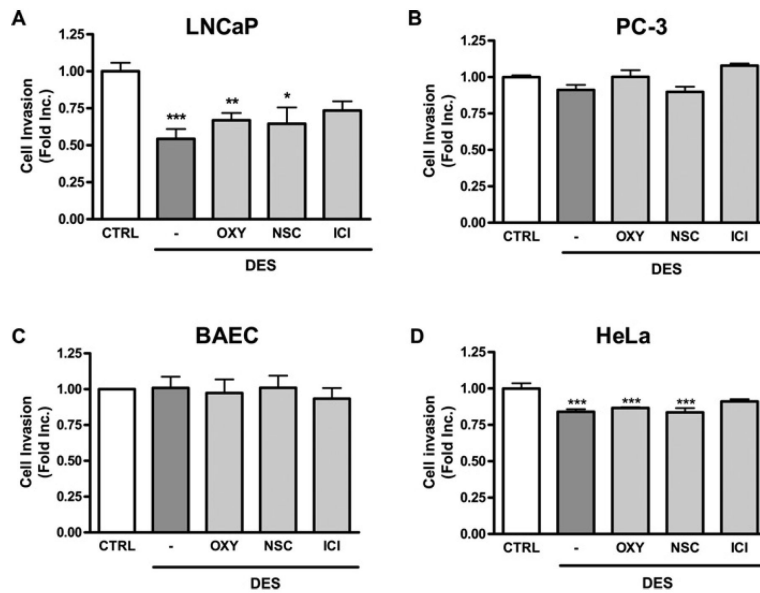 A
LNCaP
Cell Invasion
(Fold Inc.)
1.25
1.00
0.75
0.50
0.25
0.00
***
**
*
CTRL - OXY NSC ICI
DES
B
PC-3
Cell Invasion
(Fold Inc.)
1.25
1.00
0.75
0.50
0.25
0.00
CTRL - OXY NSC ICI
DES
C
BAEC
Cell Invasion
(Fold Inc.)
1.25
1.00
0.75
0.50
0.25
0.00
CTRL - OXY NSC ICI
DES
D
HeLa
Cell invasion
(Fold Inc.)
1.25
1.00
0.75
0.50
0.25
0.00
*** *** ***
CTRL - OXY NSC ICI
DES